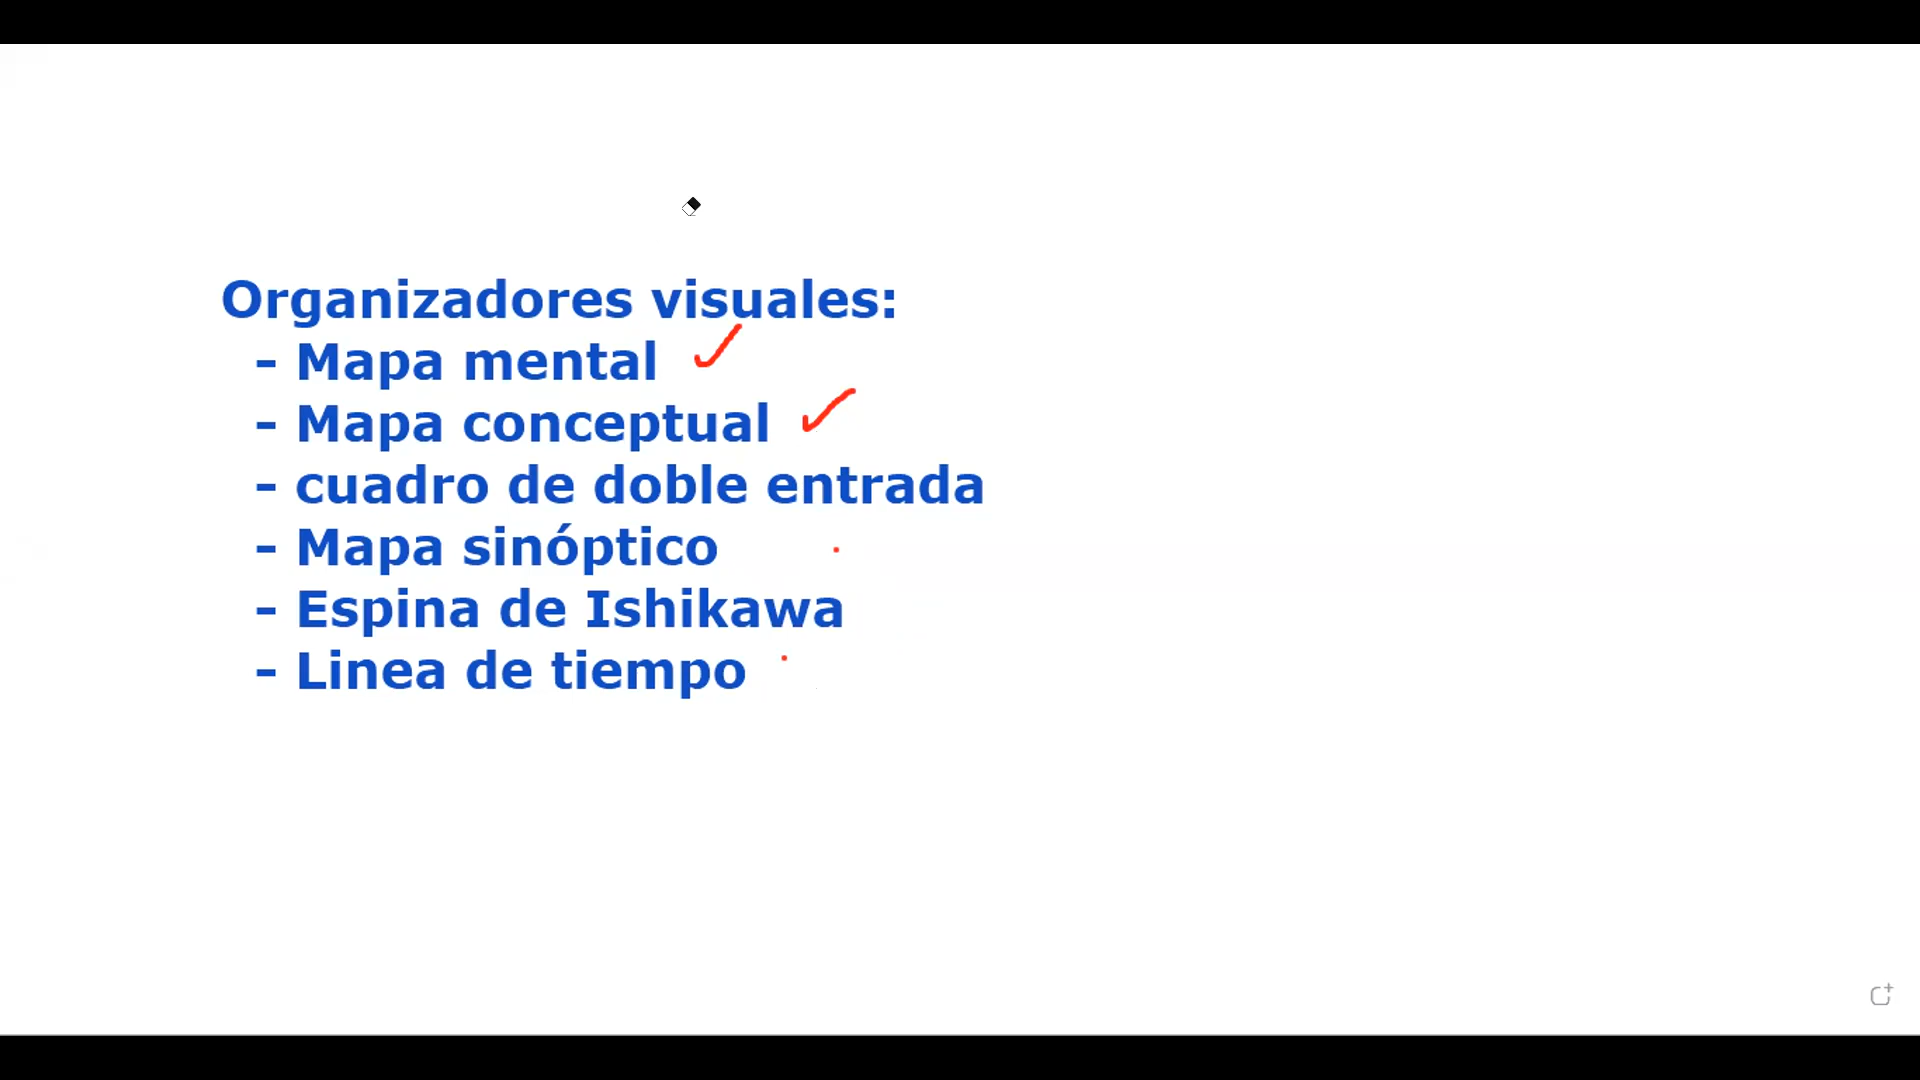 Organizadores visuales:
- Mapa mental
- Mapa conceptual
- cuadro de doble entrada
- Mapa sinóptico
- Espina de Ishikawa
- Linea de tiempo